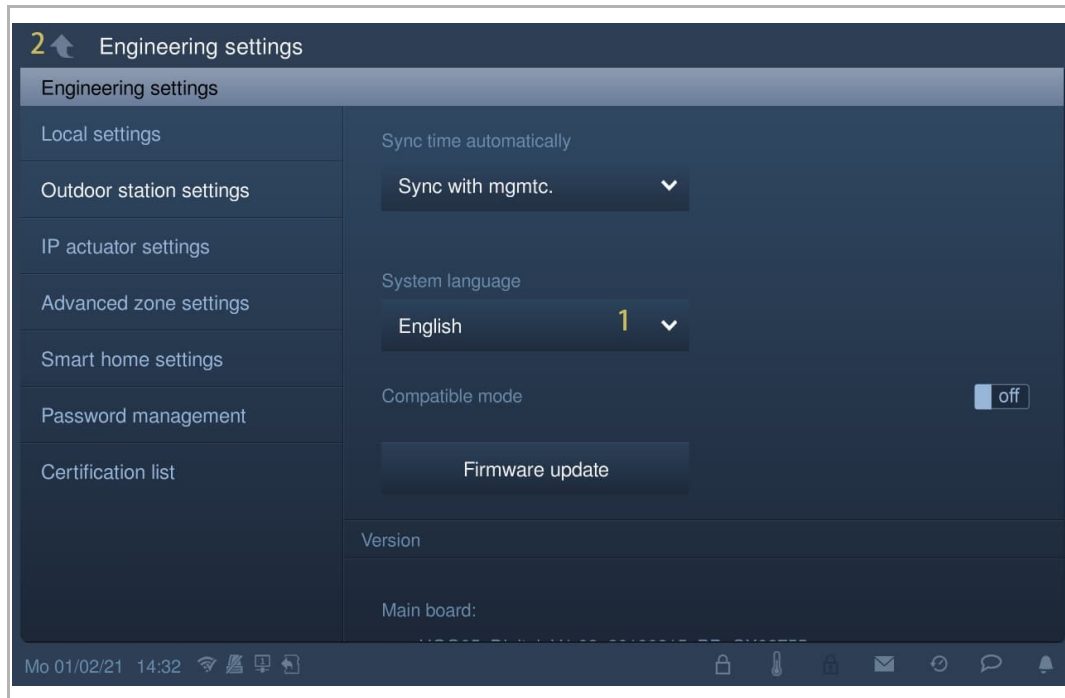 2 Engineering settings
Engineering settings
Local settings
Outdoor station settings
IP actuator settings
Advanced zone settings
Smart home settings
Password management
Certification list
Sync time automatically
Sync with mgmtc.
System language
English 1
Compatible mode
off
Firmware update
Version
Main board:
Mo 01/02/21 14:32